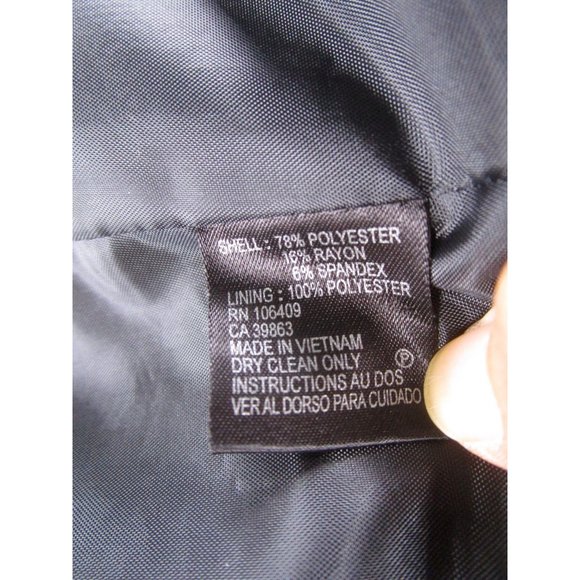 SHELL : 78% POLYESTER
16% RAYON
6% SPANDEX
LINING : 100% POLYESTER
RN 106409
CA 39863
MADE IN VIETNAM
DRY CLEAN ONLY Ⓟ
INSTRUCTIONS AU DOS
VER AL DORSO PARA CUIDADO